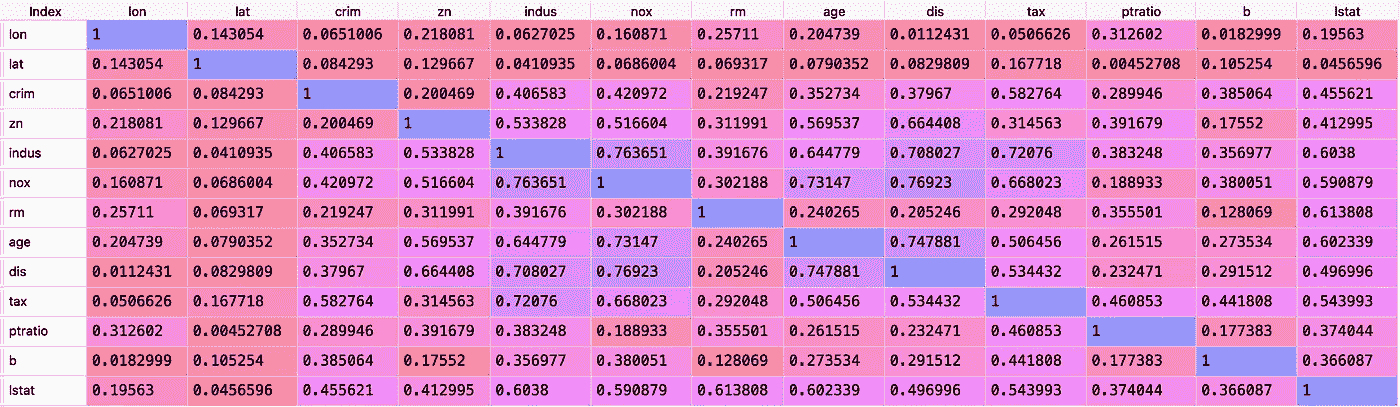 Index lon lat crim zn indus nox rm age dis tax ptratio b lstat
lon 1 0.143054 0.0651006 0.218081 0.0627025 0.160871 0.25711 0.204739 0.0112431 0.0506626 0.312602 0.0182999 0.19563
lat 0.143054 1 0.084293 0.129667 0.0410935 0.0686004 0.069317 0.0790352 0.0829809 0.167718 0.00452708 0.105254 0.0456596
crim 0.0651006 0.084293 1 0.200469 0.406583 0.420972 0.219247 0.352734 0.37967 0.582764 0.289946 0.385064 0.455621
zn 0.218081 0.129667 0.200469 1 0.533828 0.516604 0.311991 0.569537 0.664408 0.314563 0.391679 0.17552 0.412995
indus 0.0627025 0.0410935 0.406583 0.533828 1 0.763651 0.391676 0.644779 0.708027 0.72076 0.383248 0.356977 0.6038
nox 0.160871 0.0686004 0.420972 0.516604 0.763651 1 0.302188 0.73147 0.76923 0.668023 0.188933 0.380051 0.590879
rm 0.25711 0.069317 0.219247 0.311991 0.391676 0.302188 1 0.240265 0.205246 0.292048 0.355501 0.128069 0.613808
age 0.204739 0.0790352 0.352734 0.569537 0.644779 0.73147 0.240265 1 0.747881 0.506456 0.261515 0.273534 0.602339
dis 0.0112431 0.0829809 0.37967 0.664408 0.708027 0.76923 0.205246 0.747881 1 0.534432 0.232471 0.291512 0.496996
tax 0.0506626 0.167718 0.582764 0.314563 0.72076 0.668023 0.292048 0.506456 0.534432 1 0.460853 0.441808 0.543993
ptratio 0.312602 0.00452708 0.289946 0.391679 0.383248 0.188933 0.355501 0.261515 0.232471 0.460853 1 0.177383 0.374044
b 0.0182999 0.105254 0.385064 0.17552 0.356977 0.380051 0.128069 0.273534 0.291512 0.441808 0.177383 1 0.366087
lstat 0.19563 0.0456596 0.455621 0.412995 0.6038 0.590879 0.613808 0.602339 0.496996 0.543993 0.374044 0.366087 1